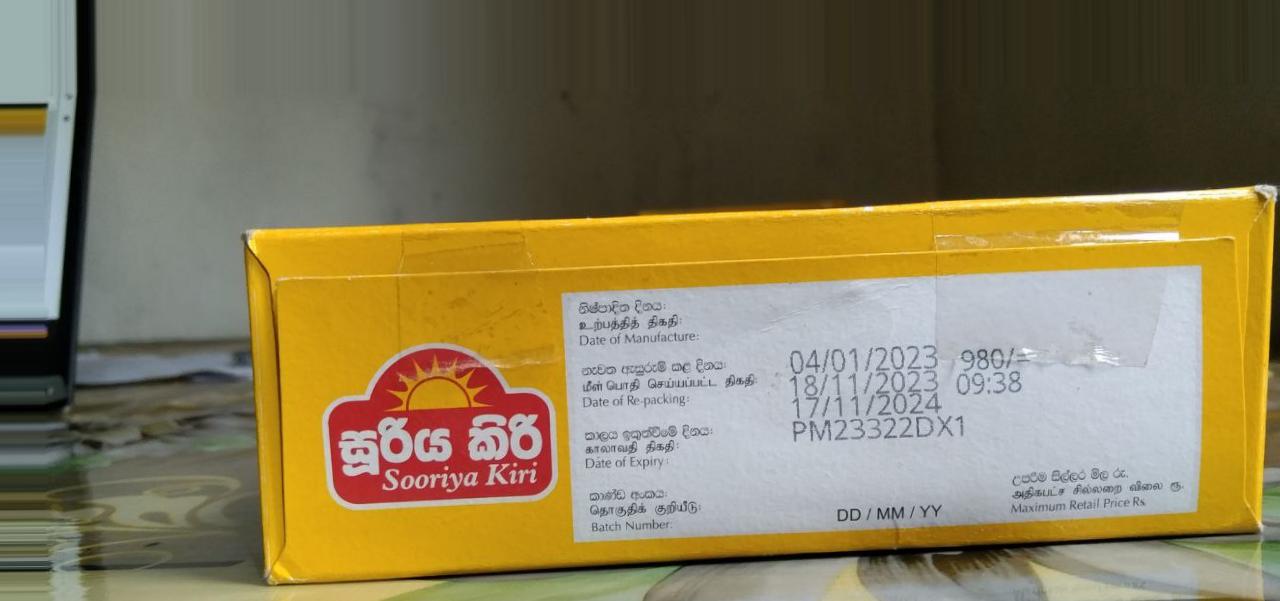 සූරිය කිරි
Sooriya Kiri
නිෂ්පාදිත දිනය:
உற்பத்தித் திகதி:
Date of Manufacture:
නැවත ඇසුරුම් කළ දිනය:
மீள் பொதி செய்யப்பட்ட திகதி:
Date of Re-packing:
කාලය ඉකුත්වීමේ දිනය:
காலாவதி திகதி:
Date of Expiry:
කාණ්ඩ අංකය:
தொகுதிக் குறியீடு:
Batch Number:
04/01/2023 980/=
18/11/2023 09:38
17/11/2024
PM23322DX1
DD / MM / YY
උපරිම සිල්ලර මිල රු.
அதிகபட்ச சில்லறை விலை ரூ.
Maximum Retail Price Rs.